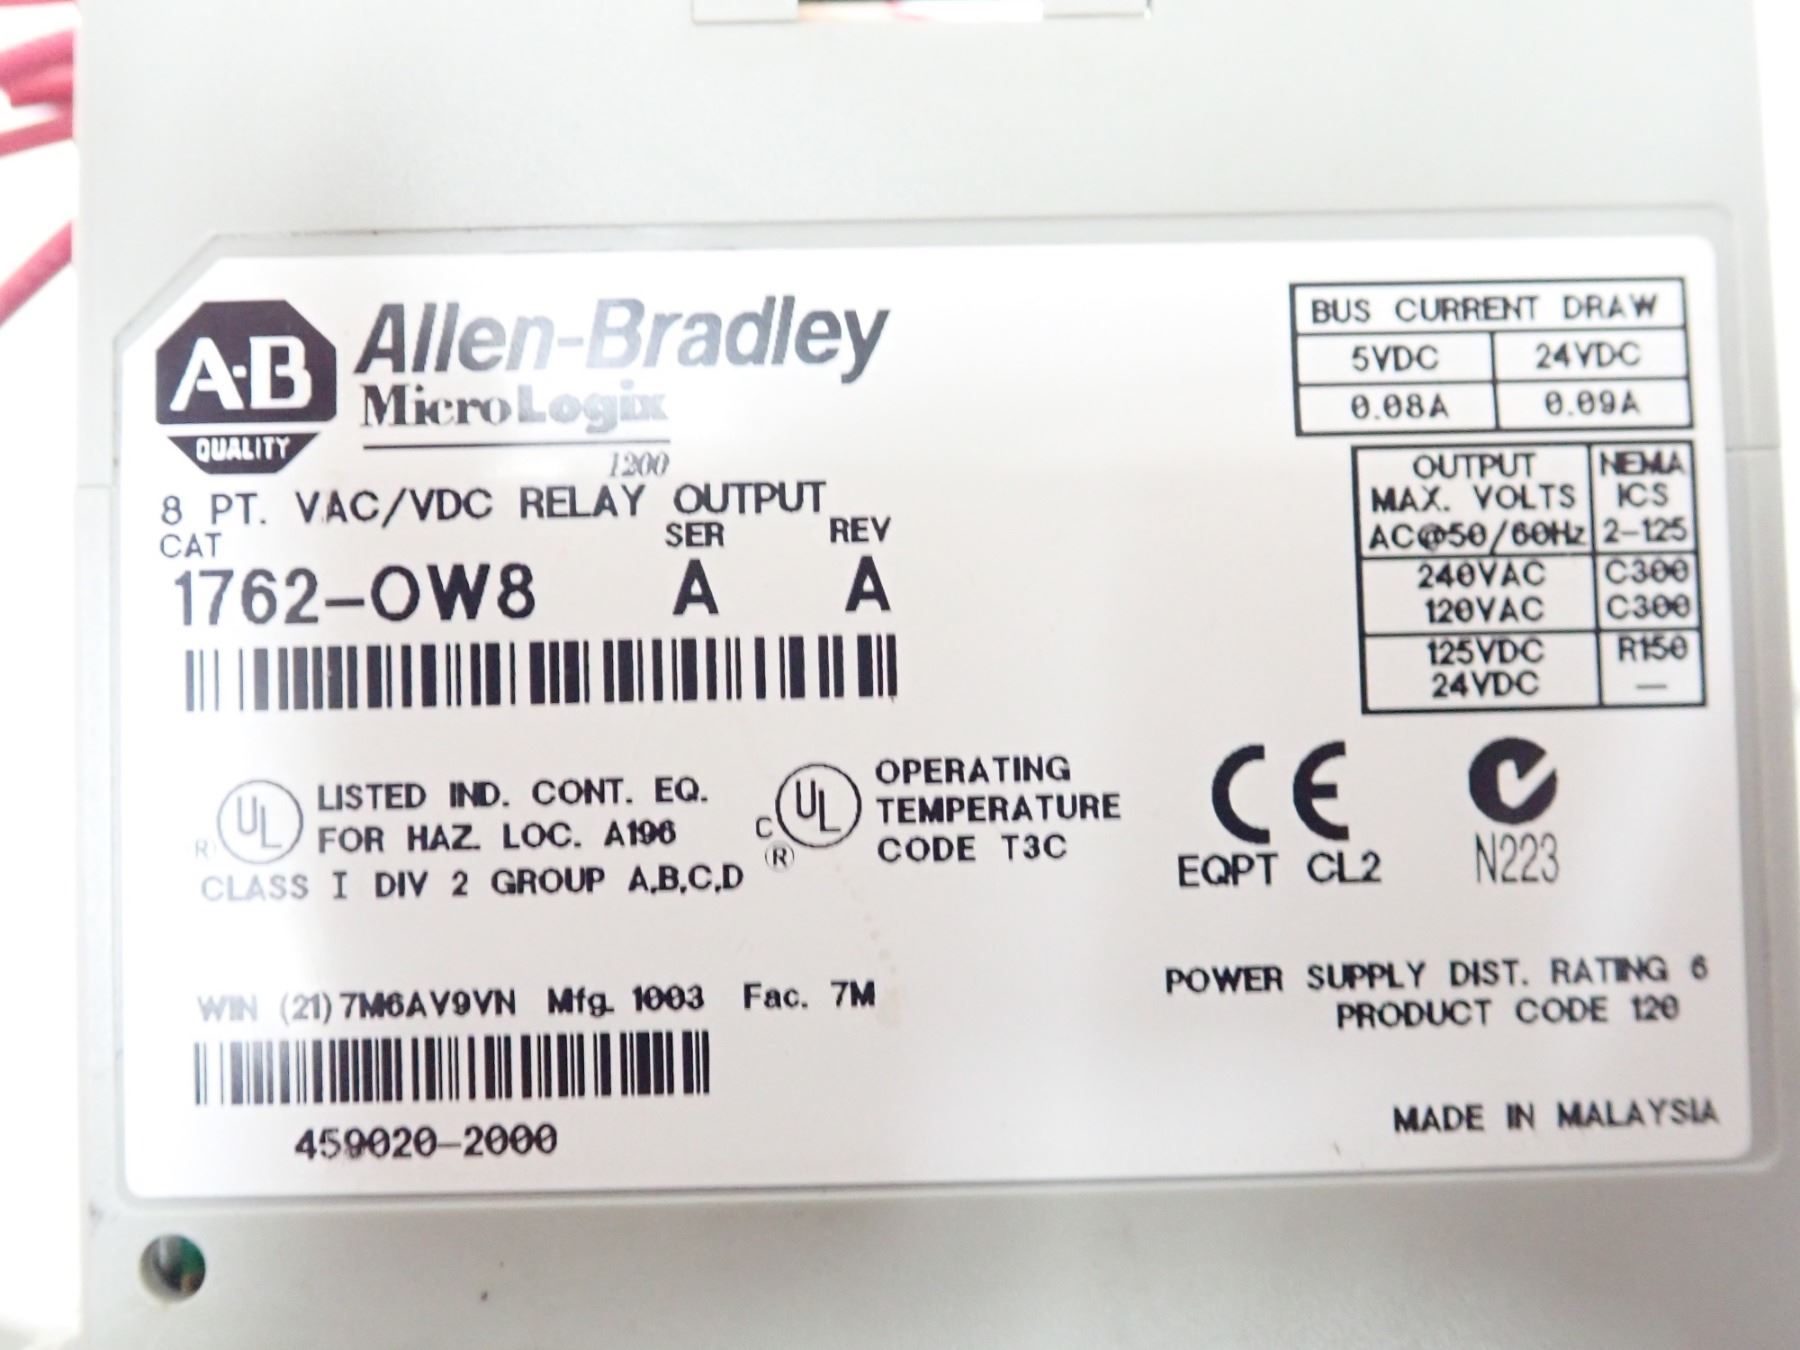 A-B
QUALITY
Allen-Bradley
MicroLogix
1200
8 PT. VAC/VDC RELAY OUTPUT
CAT SER REV
1762-OW8 A A
BUS CURRENT DRAW
5VDC 24VDC
0.08A 0.09A
OUTPUT NEMA
MAX. VOLTS ICS
AC@50/60Hz 2-125
240VAC C300
120VAC C300
125VDC R150
24VDC —
UL LISTED IND. CONT. EQ.
® FOR HAZ. LOC. A196
CLASS I DIV 2 GROUP A,B,C,D
C UL ®
OPERATING
TEMPERATURE
CODE T3C
CE
EQPT CL2
N223
WIN (21) 7M6AV9VN Mfg. 1003 Fac. 7M
459020-2000
POWER SUPPLY DIST. RATING 6
PRODUCT CODE 120
MADE IN MALAYSIA